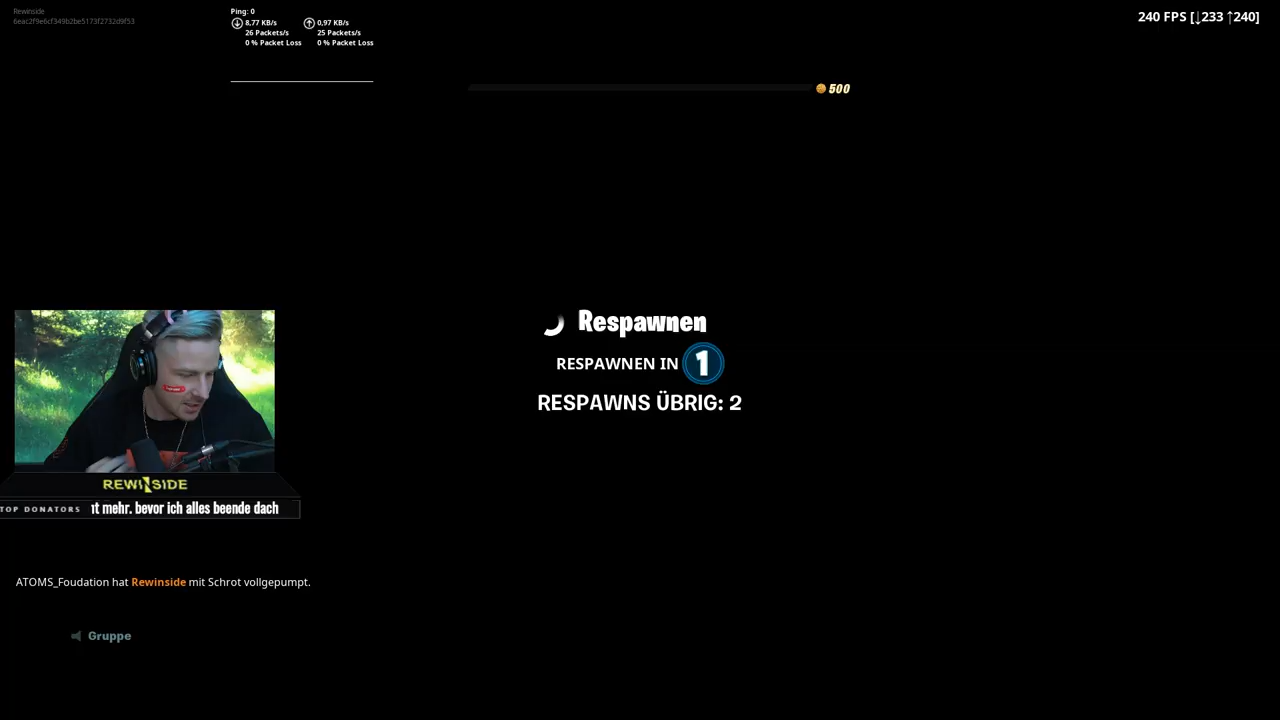 Rewinside
6eac2f9e6cf349b2be5173f2732d9f53
Ping: 0
8,77 KB/s 0,97 KB/s
26 Packets/s 25 Packets/s
0 % Packet Loss 0 % Packet Loss
240 FPS [↓233 ↑240]
500
Respawnen
RESPAWNEN IN 1
RESPAWNS ÜBRIG: 2
REWINSIDE
TOP DONATORS nt mehr. bevor ich alles beende dach
ATOMS_Foudation hat Rewinside mit Schrot vollgepumpt.
Gruppe